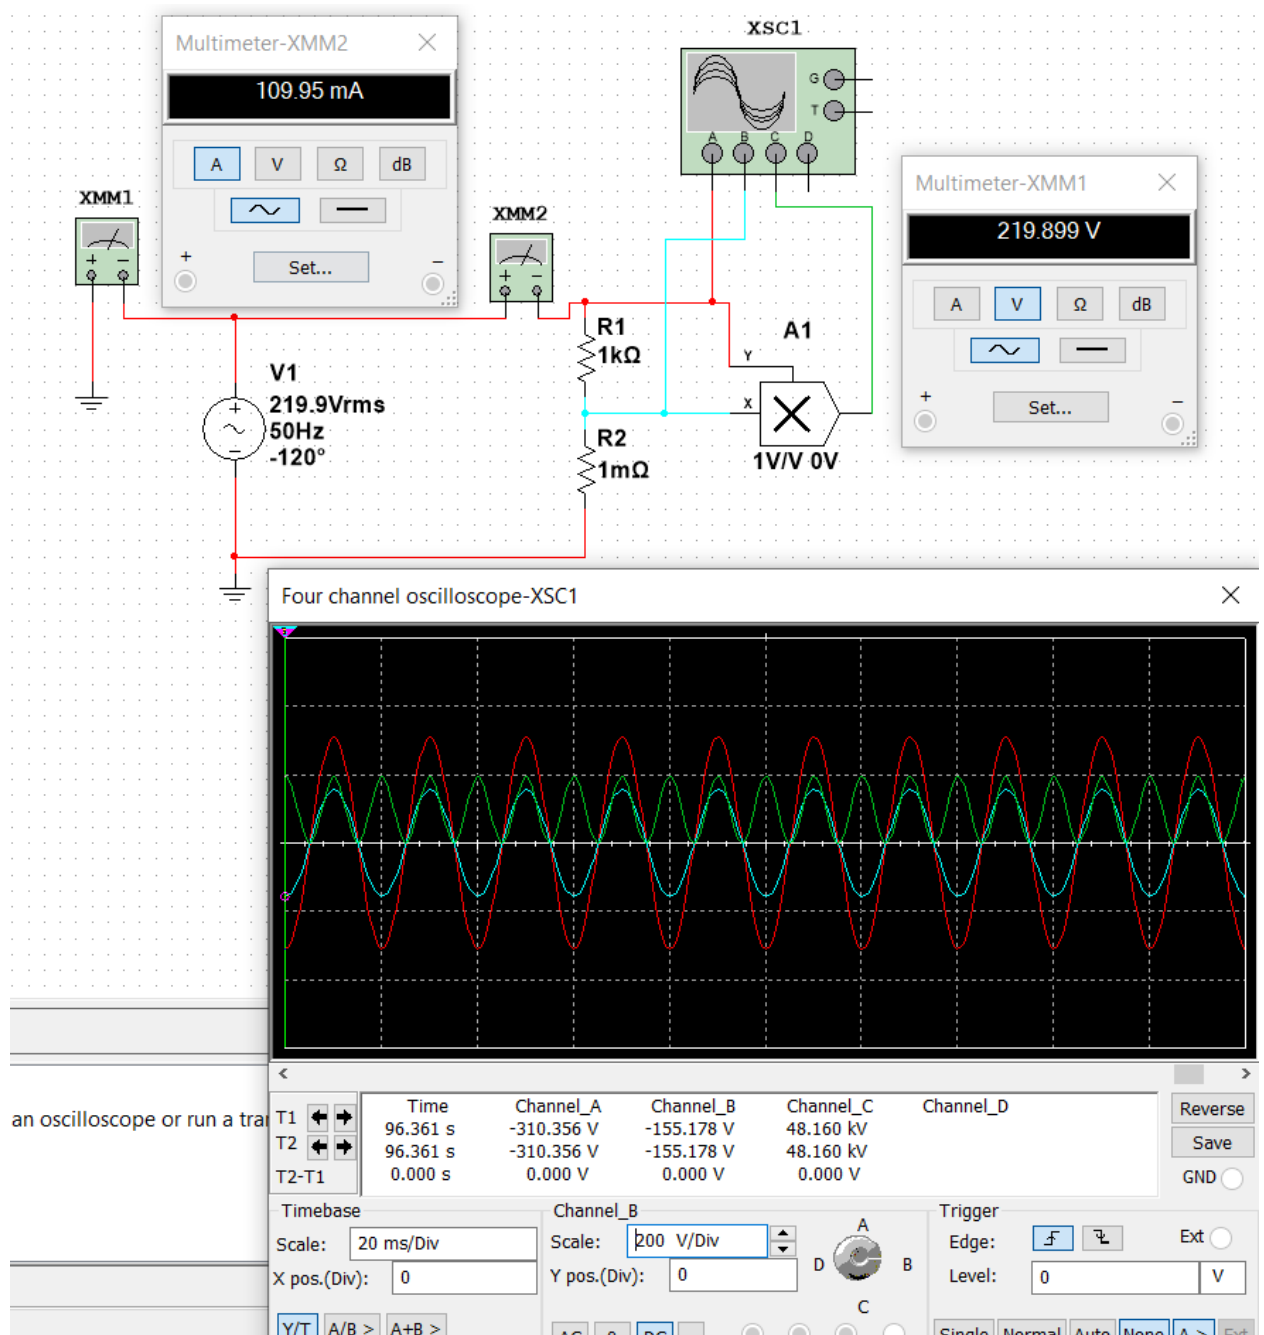 XSC1
Multimeter-XMM2
109.95 mA
A V Ω dB
+ Set... −
G
T
A B C D
Multimeter-XMM1
219.899 V
A V Ω dB
+ Set... −
XMM1
+ −
XMM2
+ −
R1
1kΩ
A1
Y
X
V1
219.9Vrms
50Hz
-120°
+
−
R2
1mΩ
1V/V 0V
Four channel oscilloscope-XSC1
an oscilloscope or run a tra
Time Channel_A Channel_B Channel_C Channel_D
T1 96.361 s -310.356 V -155.178 V 48.160 kV
T2 96.361 s -310.356 V -155.178 V 48.160 kV
T2-T1 0.000 s 0.000 V 0.000 V 0.000 V
Reverse
Save
GND
Timebase
Scale: 20 ms/Div
X pos.(Div): 0
Y/T A/B > A+B >
Channel_B
Scale: 200 V/Div
Y pos.(Div): 0
AC 0 DC -
A
D B
C
Trigger
Edge: Ext
Level: 0 V
Single Normal Auto None A > Ext